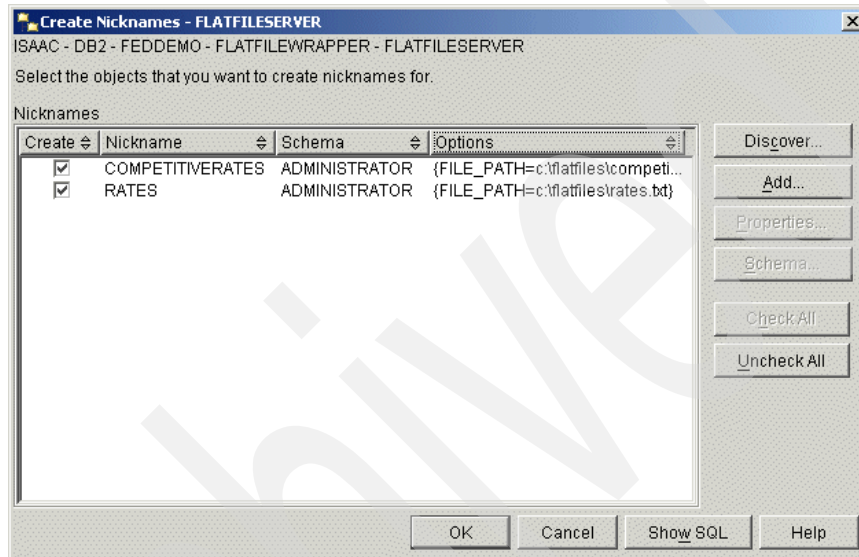 Create Nicknames - FLATFILESERVER
ISAAC - DB2 - FEDDEMO - FLATFILEWRAPPER - FLATFILESERVER
Select the objects that you want to create nicknames for.
Nicknames
Create Nickname Schema Options
COMPETITIVERATES ADMINISTRATOR {FILE_PATH=c:\flatfiles\competi...
RATES ADMINISTRATOR {FILE_PATH=c:\flatfiles\rates.txt}
Discover...
Add...
Properties...
Schema...
Check All
Uncheck All
OK Cancel Show SQL Help